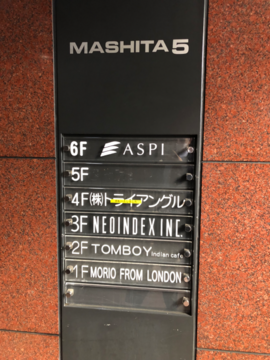 MASHITA 5
6F ASPI
5F
4F ㈱トライアングル
3F NEOINDEX INC.
2F TOMBOY indian cafe
1F MORIO FROM LONDON